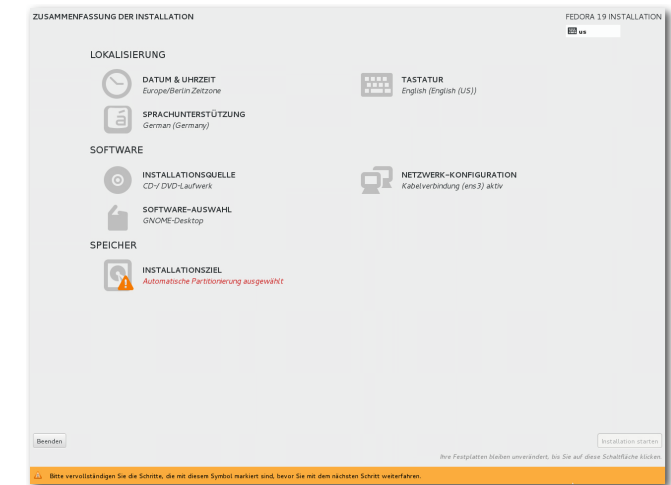 ZUSAMMENFASSUNG DER INSTALLATION
FEDORA 19 INSTALLATION
us
LOKALISIERUNG
DATUM & UHRZEIT
Europe/Berlin Zeitzone
TASTATUR
English (English (US))
SPRACHUNTERSTÜTZUNG
German (Germany)
SOFTWARE
INSTALLATIONSQUELLE
CD-/ DVD-Laufwerk
NETZWERK-KONFIGURATION
Kabelverbindung (ens3) aktiv
SOFTWARE-AUSWAHL
GNOME-Desktop
SPEICHER
INSTALLATIONSZIEL
Automatische Partitionierung ausgewählt
Beenden
Installation starten
Ihre Festplatten bleiben unverändert, bis Sie auf diese Schaltfläche klicken.
Bitte vervollständigen Sie die Schritte, die mit diesem Symbol markiert sind, bevor Sie mit dem nächsten Schritt weiterfahren.